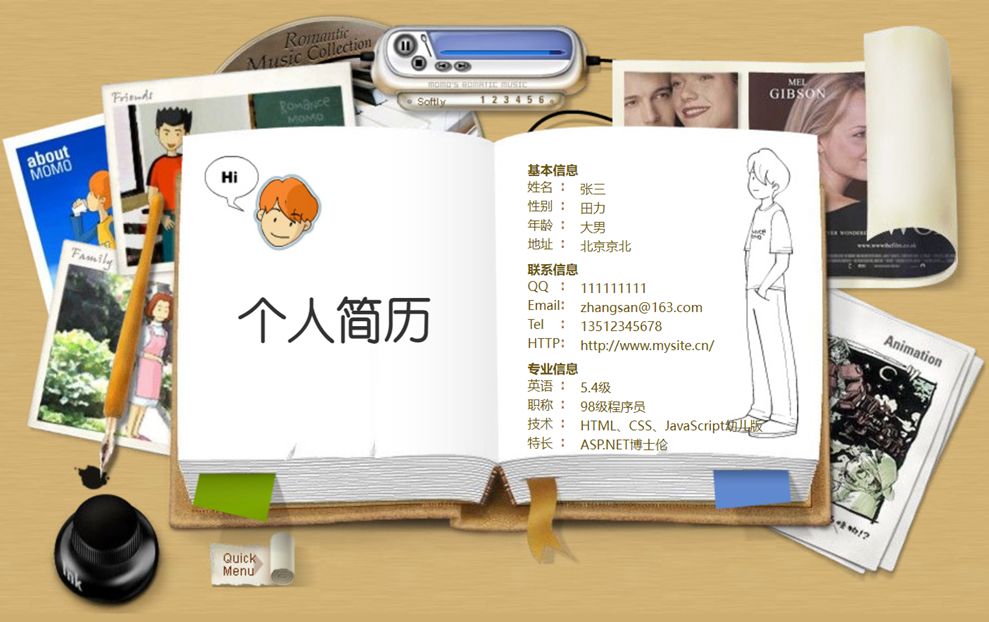 Romantic
Music Collection
MOMO'S ROMATIC MUSIC
Softly 1 2 3 4 5 6
Friends
ROMANCE
MOMO
about
MOMO
Family
MEL
GIBSON
www.wwwthefilm.co.uk
Animation
Hi
个人简历
基本信息
姓名 : 张三
性别 : 田力
年龄 : 大男
地址 : 北京京北
联系信息
QQ : 111111111
Email: zhangsan@163.com
Tel : 13512345678
HTTP: http://www.mysite.cn/
专业信息
英语 : 5.4级
职称 : 98级程序员
技术 : HTML、CSS、JavaScript幼儿版
特长 : ASP.NET博士伦
Quick
Menu
Ink